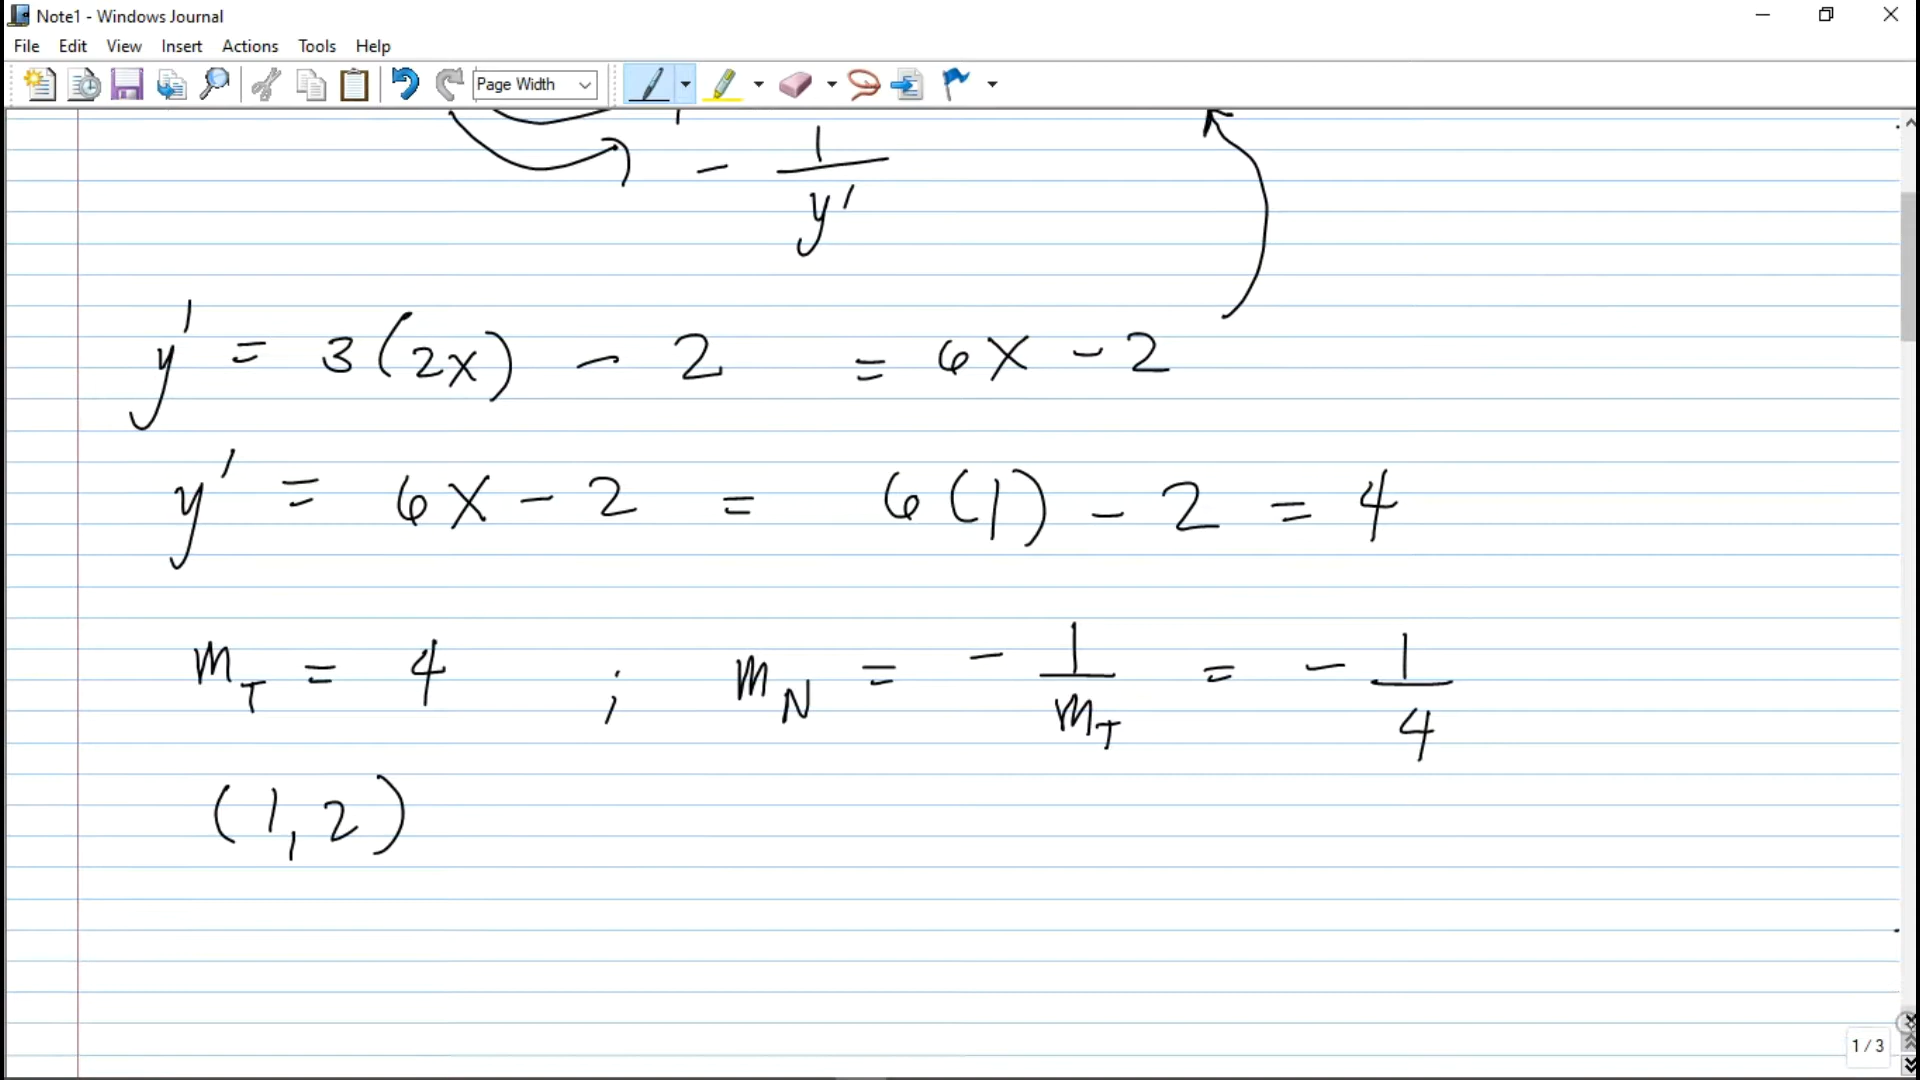 Note1 - Windows Journal
File Edit View Insert Actions Tools Help
Page Width
- 1/y'
y' = 3(2x) - 2 = 6x - 2
y' = 6x - 2 = 6(1) - 2 = 4
m_T = 4 ; m_N = - 1/m_T = - 1/4
(1, 2)
1 / 3